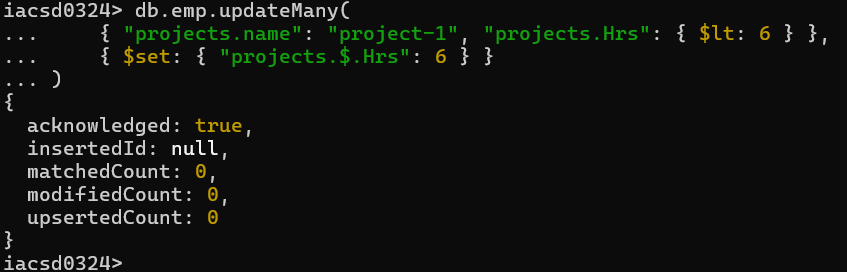 iacsd0324> db.emp.updateMany(
...     { "projects.name": "project-1", "projects.Hrs": { $lt: 6 } },
...     { $set: { "projects.$.Hrs": 6 } }
... )
{
  acknowledged: true,
  insertedId: null,
  matchedCount: 0,
  modifiedCount: 0,
  upsertedCount: 0
}
iacsd0324>